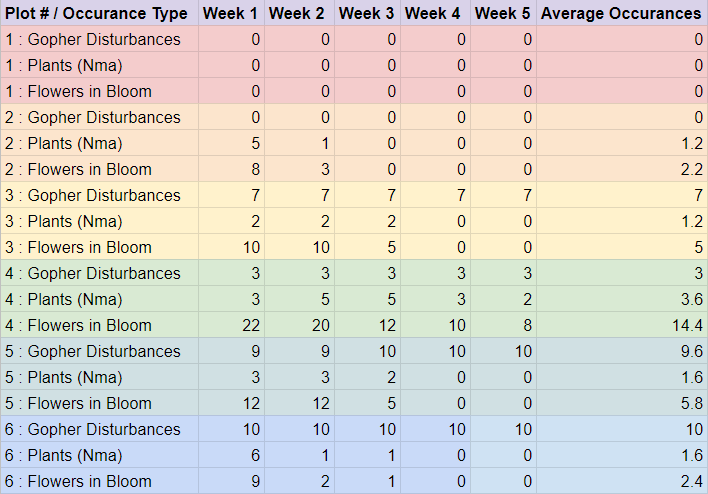 Plot # / Occurance Type Week 1 Week 2 Week 3 Week 4 Week 5 Average Occurances
1 : Gopher Disturbances 0 0 0 0 0 0
1 : Plants (Nma) 0 0 0 0 0 0
1 : Flowers in Bloom 0 0 0 0 0 0
2 : Gopher Disturbances 0 0 0 0 0 0
2 : Plants (Nma) 5 1 0 0 0 1.2
2 : Flowers in Bloom 8 3 0 0 0 2.2
3 : Gopher Disturbances 7 7 7 7 7 7
3 : Plants (Nma) 2 2 2 0 0 1.2
3 : Flowers in Bloom 10 10 5 0 0 5
4 : Gopher Disturbances 3 3 3 3 3 3
4 : Plants (Nma) 3 5 5 3 2 3.6
4 : Flowers in Bloom 22 20 12 10 8 14.4
5 : Gopher Disturbances 9 9 10 10 10 9.6
5 : Plants (Nma) 3 3 2 0 0 1.6
5 : Flowers in Bloom 12 12 5 0 0 5.8
6 : Gopher Disturbances 10 10 10 10 10 10
6 : Plants (Nma) 6 1 1 0 0 1.6
6 : Flowers in Bloom 9 2 1 0 0 2.4